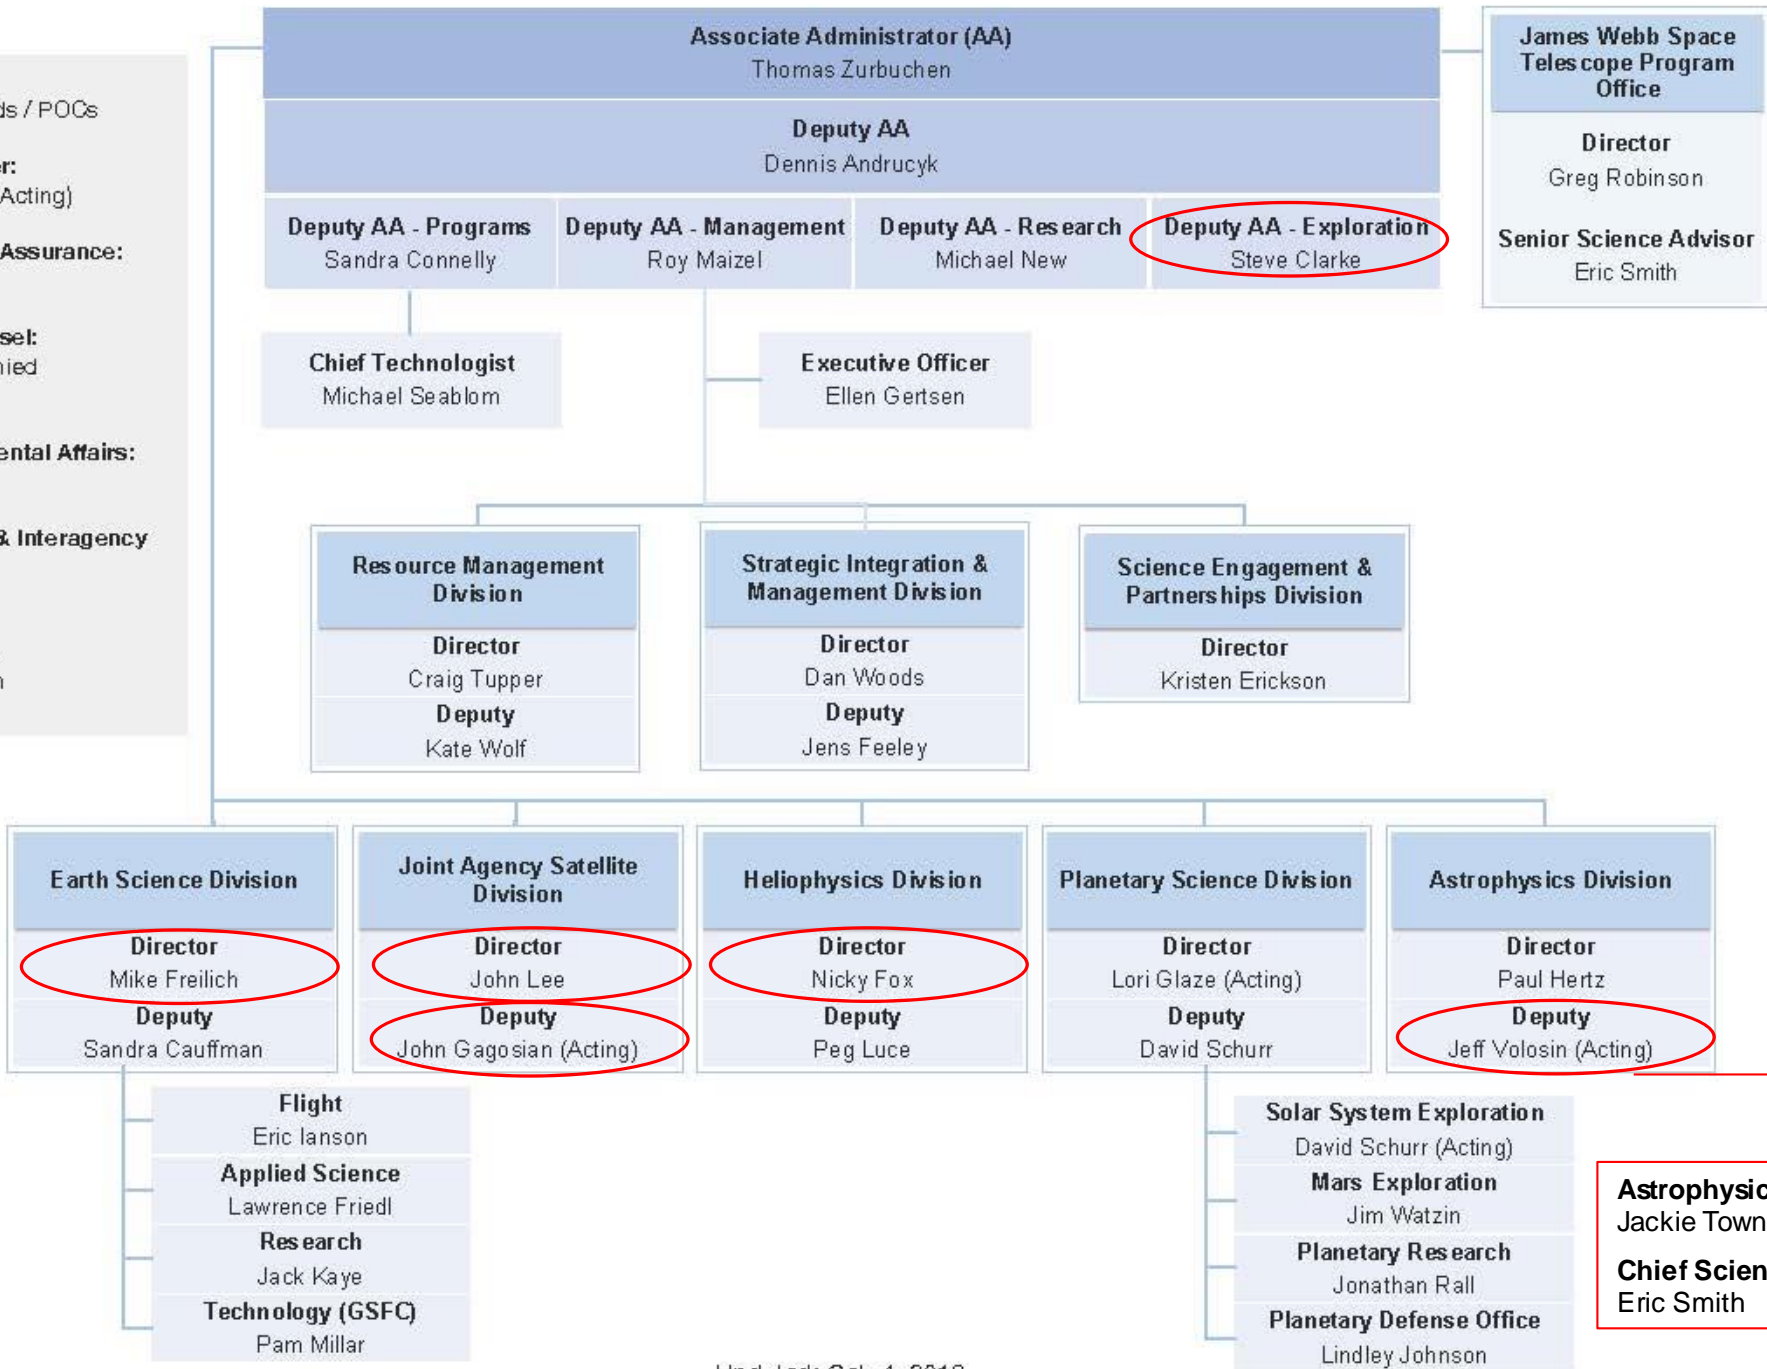 Associate Administrator (AA)
Thomas Zurbuchen
Deputy AA
Dennis Andrucyk
Deputy AA - Programs
Sandra Connelly
Deputy AA - Management
Roy Maizel
Deputy AA - Research
Michael New
Deputy AA - Exploration
Steve Clarke
James Webb Space
Telescope Program
Office
Director
Greg Robinson
Senior Science Advisor
Eric Smith
/ POCs
Acting)
Assurance:
Affairs:
& Interagency
Chief Technologist
Michael Seablom
Executive Officer
Ellen Gertsen
Resource Management
Division
Director
Craig Tupper
Deputy
Kate Wolf
Strategic Integration &
Management Division
Director
Dan Woods
Deputy
Jens Feeley
Science Engagement &
Partnerships Division
Director
Kristen Erickson
Earth Science Division
Director
Mike Freilich
Deputy
Sandra Cauffman
Flight
Eric Ianson
Applied Science
Lawrence Friedl
Research
Jack Kaye
Technology (GSFC)
Pam Millar
Joint Agency Satellite
Division
Director
John Lee
Deputy
John Gagosian (Acting)
Heliophysics Division
Director
Nicky Fox
Deputy
Peg Luce
Planetary Science Division
Director
Lori Glaze (Acting)
Deputy
David Schurr
Solar System Exploration
David Schurr (Acting)
Mars Exploration
Jim Watzin
Planetary Research
Jonathan Rall
Planetary Defense Office
Lindley Johnson
Astrophysics Division
Director
Paul Hertz
Deputy
Jeff Volosin (Acting)
Jackie
Chief
Eric Smith